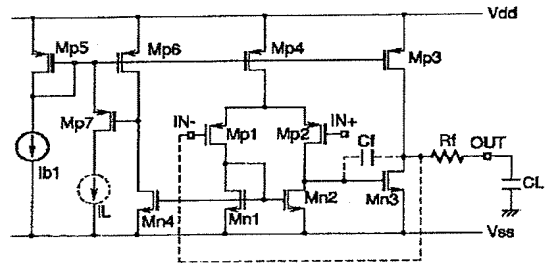 Vdd
Mp5
Mp6
Mp4
Mp3
Mp7
IN-
IN+
Mp1
Mp2
Cf
Rf
OUT
Ib1
CL
IL
Mn4
Mn1
Mn2
Mn3
Vss